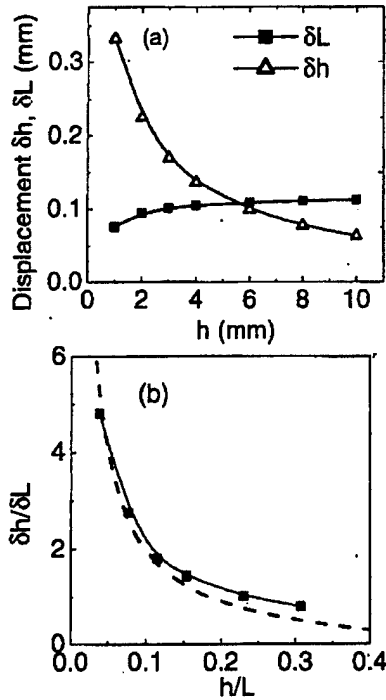 (a)
δL
δh
Displacement δh, δL (mm)
0.3
0.2
0.1
0.0
0 2 4 6 8 10
h (mm)
(b)
δh/δL
6
4
2
0
0.0 0.1 0.2 0.3 0.4
h/L